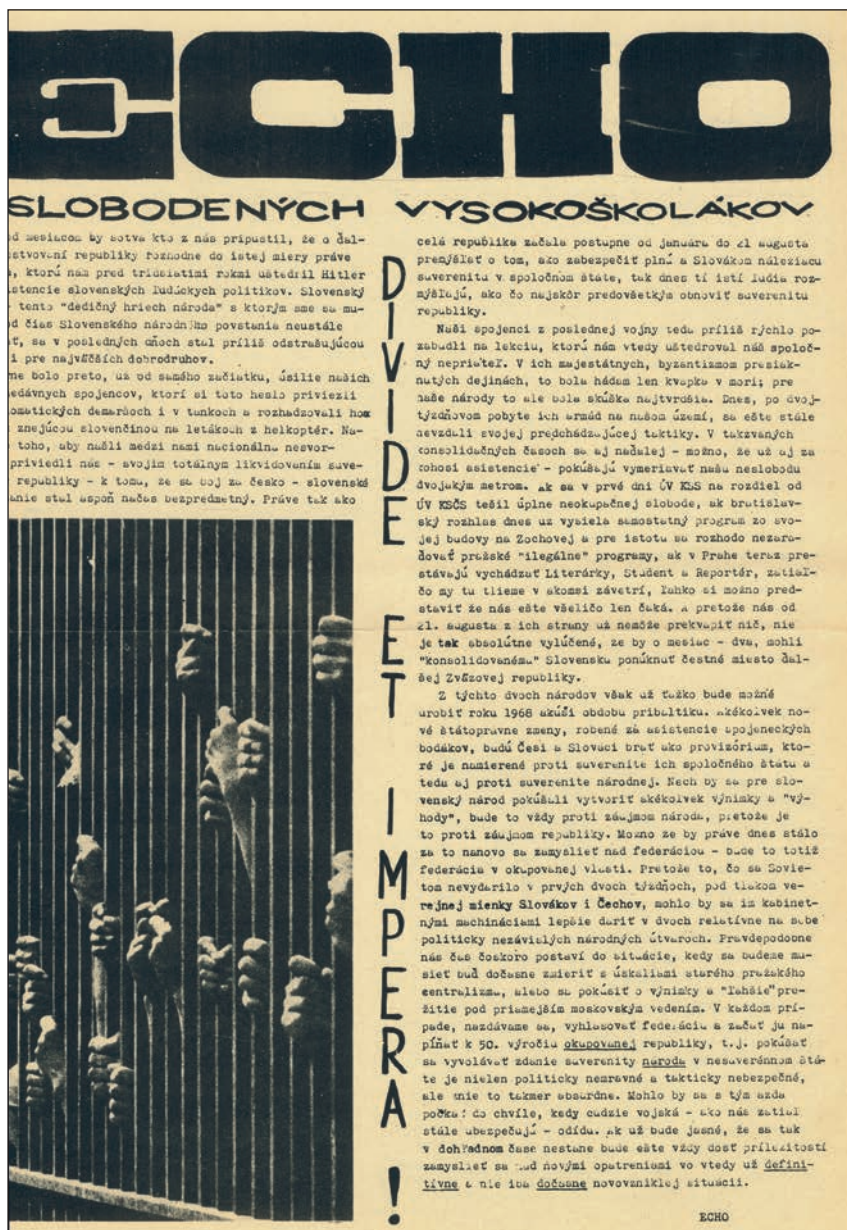 ECHO
SLOBODENÝCH VYSOKOŠKOLÁKOV
ed mesiacom by sotva kto z nás pripustil, že o ďal-
stvovaní republiky rozhodne do istej miery práve
, ktorú nám pred tridsiatimi rokmi uštedril Hitler
istencie slovenských ľudáckych politikov. Slovenský
tento "dedičný hriech národa" s ktorým sme sa mu-
d čias Slovenského národného povstania neustále
ť, sa v posledných dňoch stal príliš odstrašujúcou
i pre najväčších dobrodruhov.
ne bolo preto, už od samého začiatku, úsilie našich
edávnych spojencov, ktorí si toto heslo priviezli
omatických demaršoch i v tankoch a rozhadzovali
znejúcou slovenčinou na letákoch z helikoptér. Na-
toho, aby našli medzi nami nacionálnu nesvor-
priviedli nás - svojim totálnym likvidovaním suve-
republiky - k tomu, že sa boj za česko - slovenské
anie stal aspoň načas bezpredmetný. Práve tak ako
DIVIDE ET IMPERA !
celá republika začala postupne od januára do 21 augusta
premýšľať o tom, ako zabezpečiť plnú a Slovákom náležiacu
suverenitu v spoločnom štáte, tak dnes tí istí ľudia roz-
mýšľajú, ako čo najskôr predovšetkým obnoviť suverenitu
republiky.
Naši spojenci z poslednej vojny teda príliš rýchlo po-
zabudli na lekciu, ktorú nám vtedy uštedroval náš spoloč-
ný nepriateľ. V ich majestátnych, byzantizmom presiak-
nutých dejinách, to bola hádam len kvapka v mori; pre
naše národy to ale bola skúška najtvrdšia. Dnes, po dvoj-
týždňovom pobyte ich armád na našom území, sa ešte stále
nevzdali svojej predchádzajúcej taktiky. V takzvaných
konsolidačných časoch sa aj naďalej - možno, že už aj za
čohosi asistencie - pokúšajú vymeriavať našu neslobodu
dvojakým metrom. Ak sa v prvé dni ÚV KSS na rozdiel od
ÚV KSČS tešil úplne neokupačnej slobode, ak bratislav-
ský rozhlas dnes uz vysiela samostatný program zo svo-
jej budovy na Zochovej a pre istotu sa rozhodo nezara-
ďovať pražské "ilegálne" programy, ak v Prahe teraz pre-
stávajú vychádzať Literárky, Student a Reportér, zatiaľ-
čo my tu tlieme v akomsi závetrí, ľahko si možno pred-
staviť že nás ešte všeličo len čaká. A pretože nás od
21. augusta z ich strany už nemôže prekvapiť nič, nie
je tak absolútne vylúčené, že by o mesiac - dva, mohli
"konsolidovanému" Slovensku ponúknuť čestné miesto ďal-
šej Zväzovej republiky.
Z týchto dvoch národov však už ťažko bude možné
urobiť roku 1968 akúsi obdobu pribaltiku. Akékoľvek no-
vé štátoprávne zmeny, robené za asistencie spojeneckých
bodákov, budú Česi a Slováci brať ako provizórium, kto-
ré je namierené proti suverenite ich spoločného štátu a
teda aj proti suverenite národnej. Nech by sa pre slo-
venský národ pokúšali vytvoriť akékolvek výnimky a "vý-
hody", bude to vždy proti záujmom národa, pretože je
to proti záujmom republiky. Možno že by práve dnes stálo
za to nanovo sa zamyslieť nad federáciou - bude to totiž
federácia v okupovanej vlasti. Pretože to, čo sa Sovie-
tom nevydarilo v prvých dvoch týždňoch, pod tlakom ve-
rejnej mienky Slovákov i Čechov, mohlo by sa im kabinet-
nými machináciami lepšie dariť v dvoch relatívne na sebe
politicky nezávislých národných útvaroch. Pravdepodobne
nás čas čoskoro postaví do situácie, kedy sa budeme mu-
sieť buď dočasne zmieriť s úskaliami starého pražského
centralizmu, alebo sa pokúsiť o výnimky a "ľahšie" pre-
žitie pod priamejším moskovským vedením. V každom prí-
pade, nazdávame sa, vyhlasovať federáciu a začať ju na-
pĺňať k 50. výročiu okupovanej republiky, t.j. pokúšať
sa vyvolávať zdanie suverenity národa v nesuverénnom štá-
te je nielen politicky nemravné a takticky nebezpečné,
ale nie to takmer absurdne. Mohlo by sa s tým azda
počkať do chvíle, kedy cudzie vojská - ako nás zatiaľ
stále ubezpečujú - odídu. Ak už bude jasné, že sa tak
v dohľadnom čase nestane bude ešte vždy dosť príležitostí
zamyslieť sa nad novými opatreniami vo vtedy už defini-
tívne a nie iba dočasne novovzniklej situácii.
ECHO